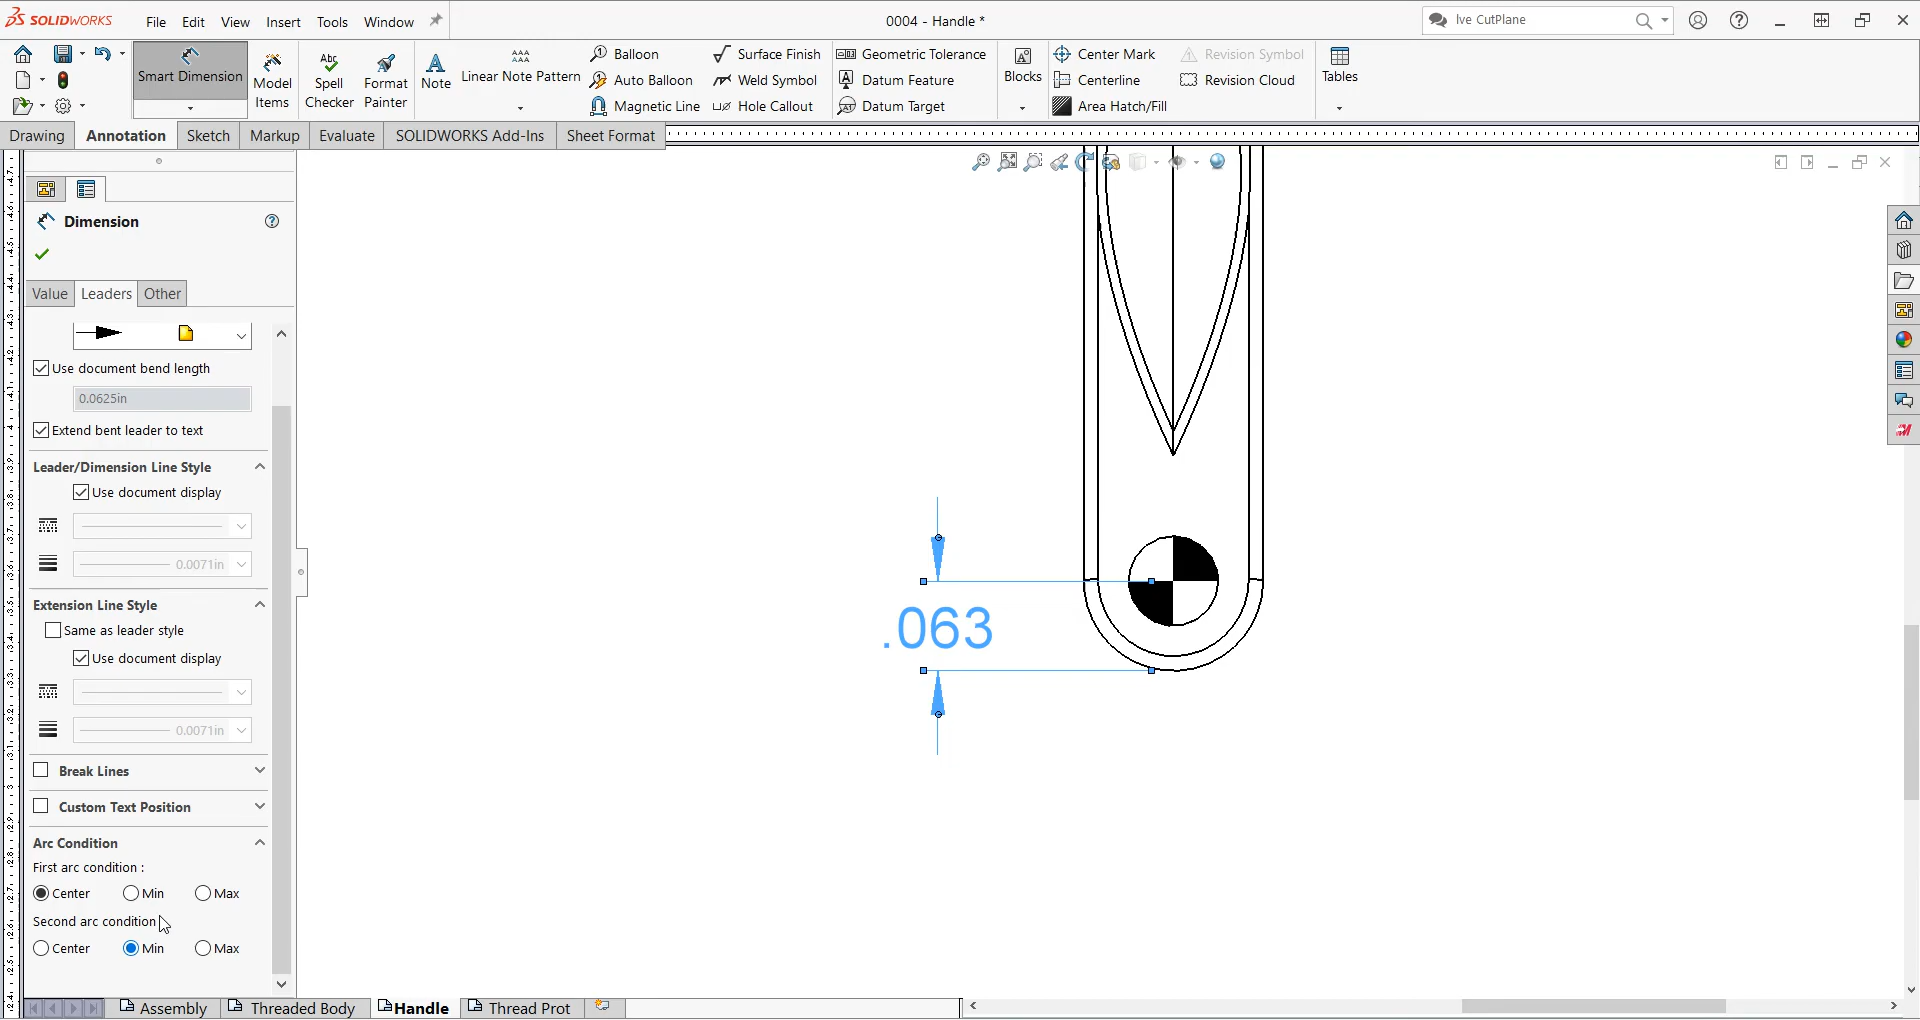 SOLIDWORKS File Edit View Insert Tools Window 0004 - Handle * lve CutPlane
Smart Dimension
Model Items
Spell Checker
Format Painter
Note
Linear Note Pattern
Balloon
Auto Balloon
Magnetic Line
Surface Finish
Weld Symbol
Hole Callout
Geometric Tolerance
Datum Feature
Datum Target
Blocks
Center Mark
Centerline
Area Hatch/Fill
Revision Symbol
Revision Cloud
Tables
Drawing Annotation Sketch Markup Evaluate SOLIDWORKS Add-Ins Sheet Format
Dimension
Value Leaders Other
Use document bend length
0.0625in
Extend bent leader to text
Leader/Dimension Line Style
Use document display
0.0071in
Extension Line Style
Same as leader style
Use document display
0.0071in
Break Lines
Custom Text Position
Arc Condition
First arc condition :
Center Min Max
Second arc condition
Center Min Max
.063
Assembly Threaded Body Handle Thread Prot